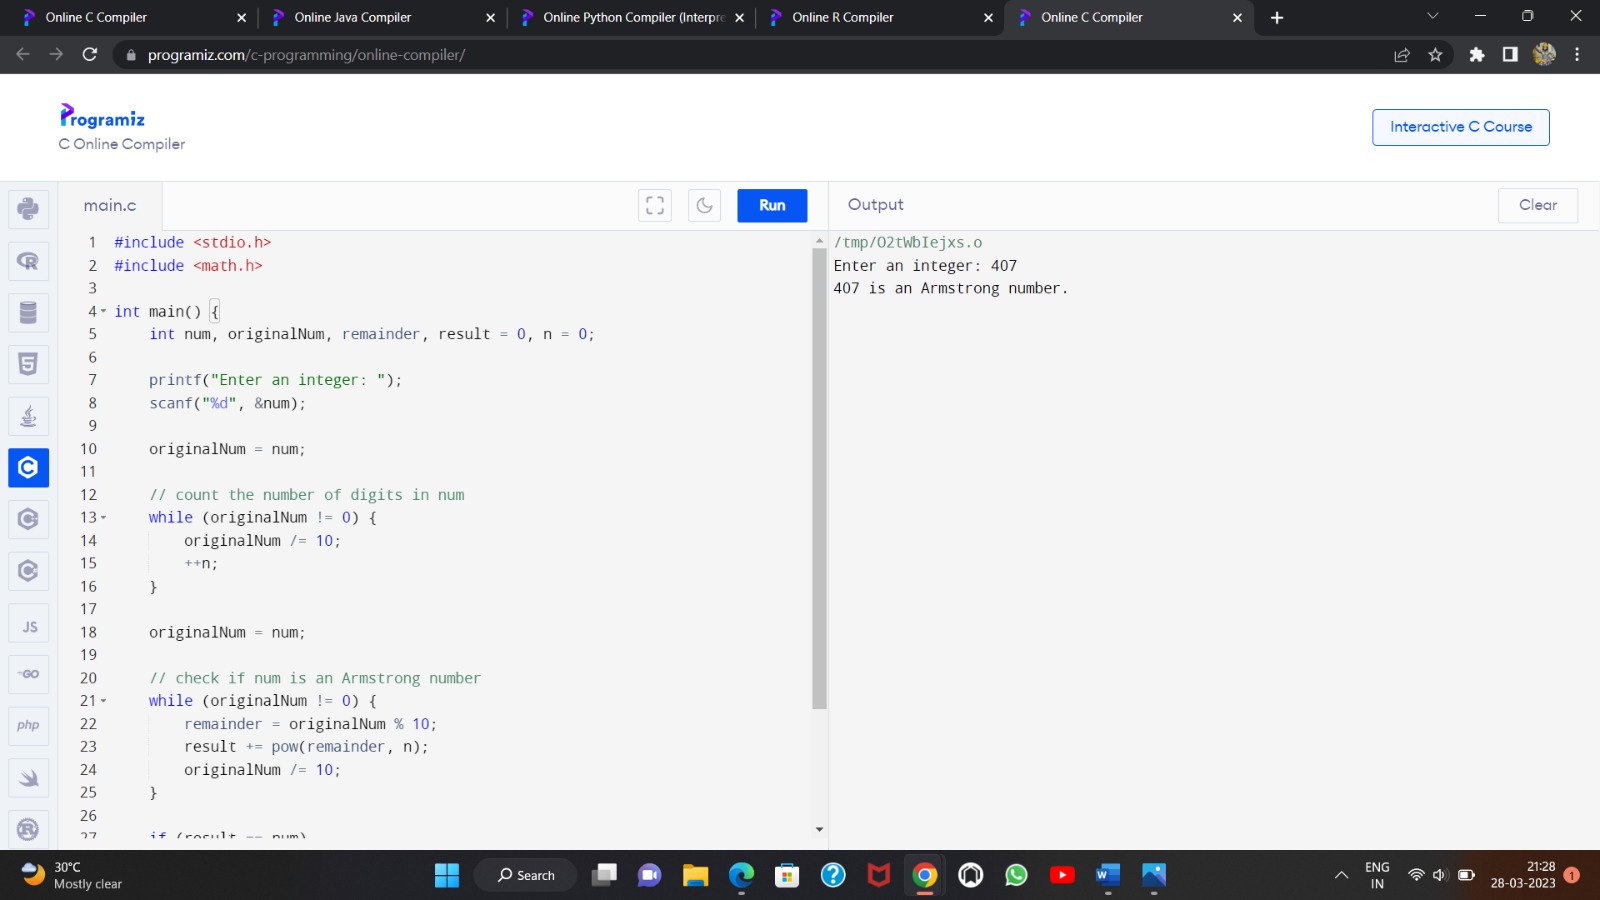 Online C Compiler
Online Java Compiler
Online Python Compiler (Interpre
Online R Compiler
Online C Compiler
programiz.com/c-programming/online-compiler/
Programiz
C Online Compiler
Interactive C Course
main.c
Run
Output
Clear
1 #include <stdio.h>
2 #include <math.h>
3
4 int main() {
5 int num, originalNum, remainder, result = 0, n = 0;
6
7 printf("Enter an integer: ");
8 scanf("%d", &num);
9
10 originalNum = num;
11
12 // count the number of digits in num
13 while (originalNum != 0) {
14 originalNum /= 10;
15 ++n;
16 }
17
18 originalNum = num;
19
20 // check if num is an Armstrong number
21 while (originalNum != 0) {
22 remainder = originalNum % 10;
23 result += pow(remainder, n);
24 originalNum /= 10;
25 }
26
27 if (result == num)
/tmp/O2tWbIejxs.o
Enter an integer: 407
407 is an Armstrong number.
JS
GO
php
30°C
Mostly clear
Search
ENG
IN
21:28
28-03-2023
1